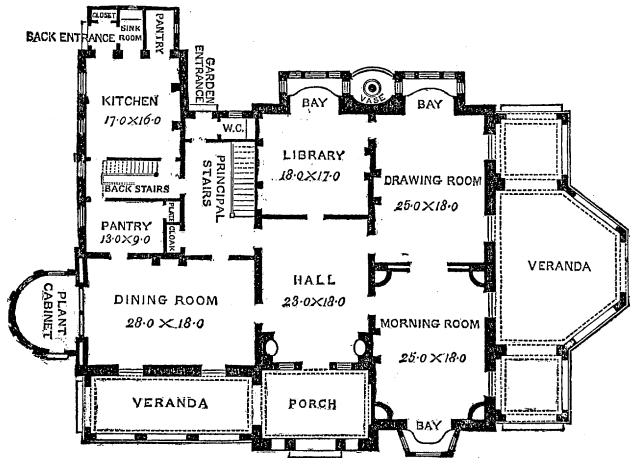 CLOSET
SINK
ROOM
PANTRY
BACK ENTRANCE
GARDEN
ENTRANCE
KITCHEN
17.0 X 16.0
W.C.
BAY
VASE
BAY
LIBRARY
18.0 X 17.0
DRAWING ROOM
25.0 X 18.0
BACK STAIRS
PRINCIPAL
STAIRS
PANTRY
13.0 X 9.0
PLATE
CLOAK
VERANDA
PLANT
CABINET
DINING ROOM
28.0 X 18.0
HALL
23.0 X 18.0
MORNING ROOM
25.0 X 18.0
VERANDA
PORCH
BAY